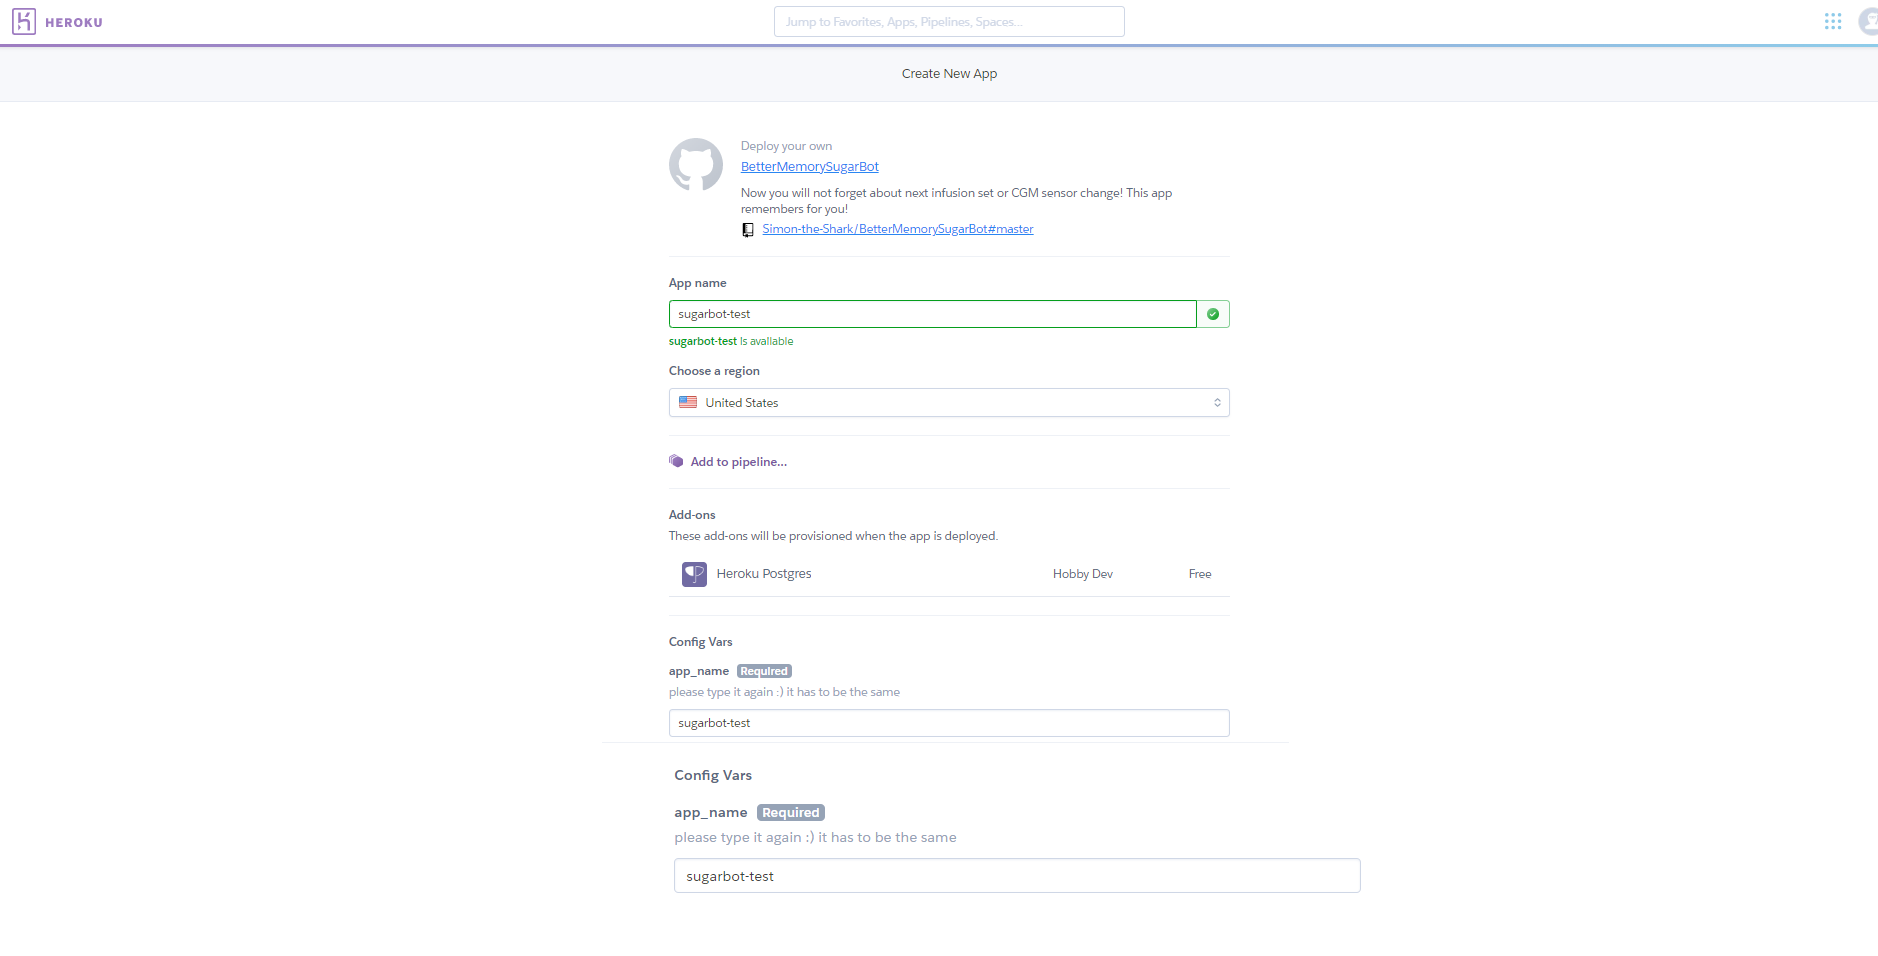 HEROKU
Jump to Favorites, Apps, Pipelines, Spaces...
Create New App
Deploy your own
BetterMemorySugarBot
Now you will not forget about next infusion set or CGM sensor change! This app
remembers for you!
Simon-the-Shark/BetterMemorySugarBot#master
App name
sugarbot-test
sugarbot-test is available
Choose a region
United States
Add to pipeline...
Add-ons
These add-ons will be provisioned when the app is deployed.
Heroku Postgres Hobby Dev Free
Config Vars
app_name Required
please type it again :) it has to be the same
sugarbot-test
Config Vars
app_name Required
please type it again :) it has to be the same
sugarbot-test